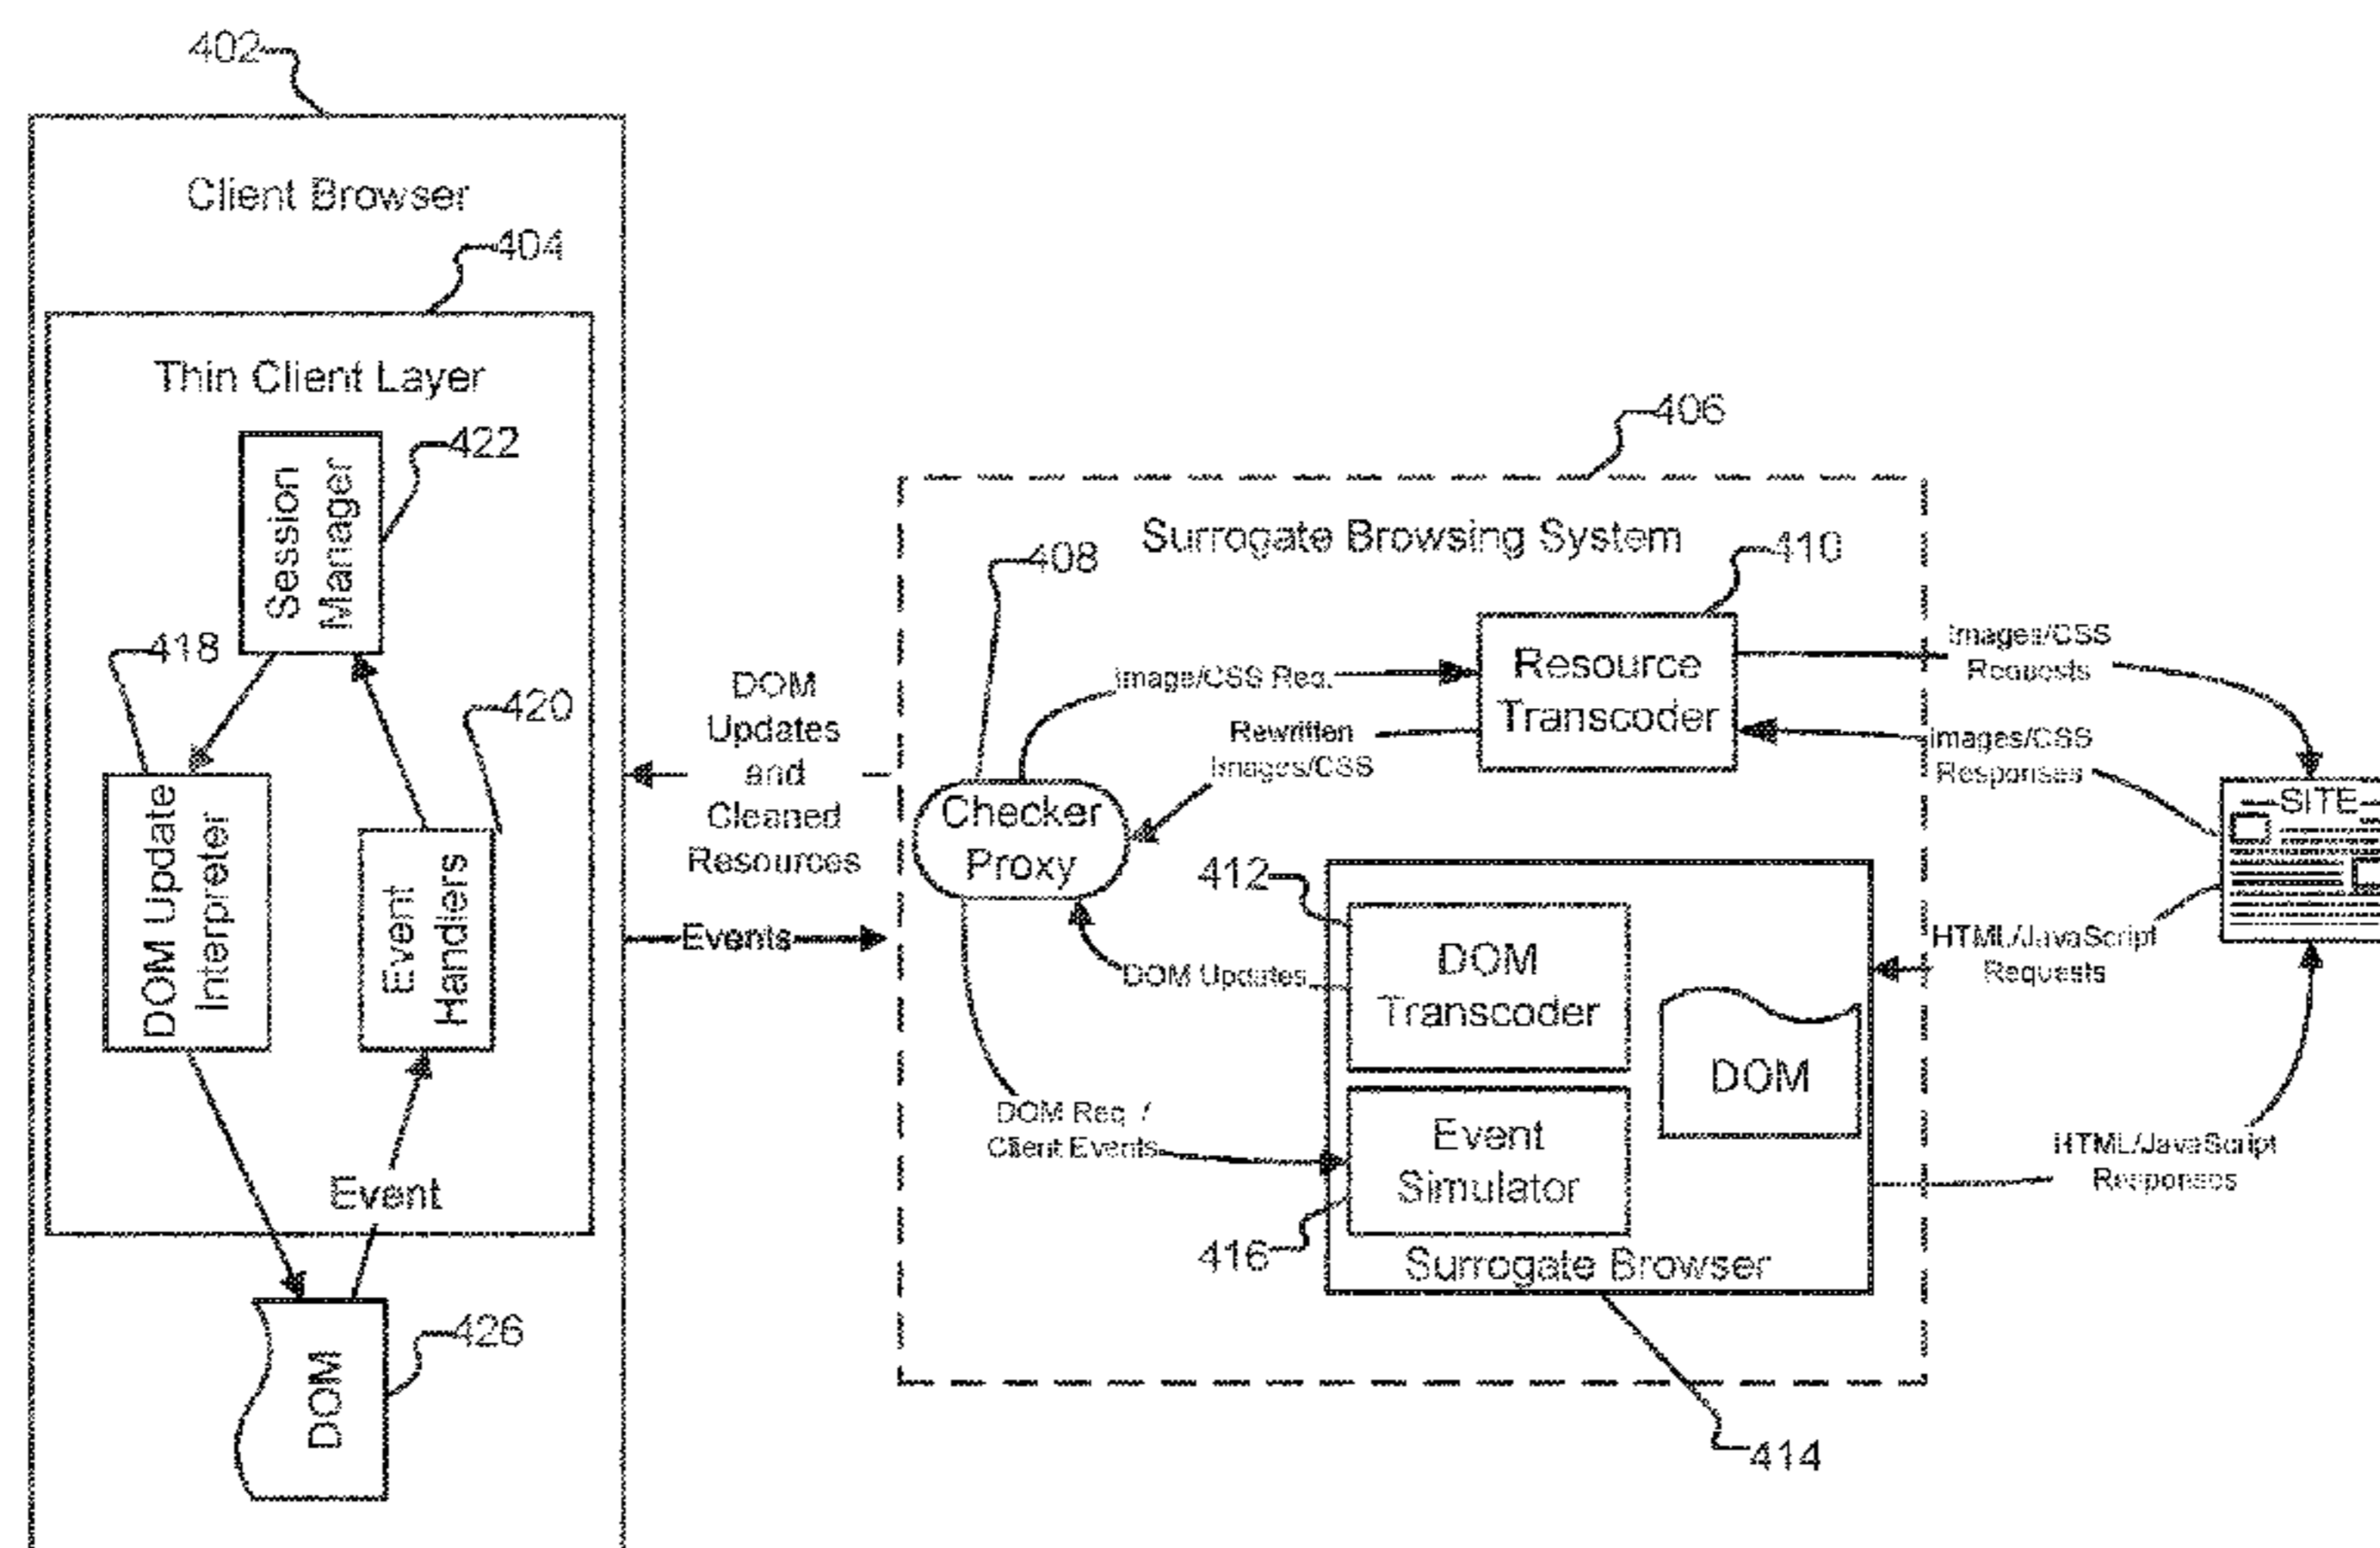 402
Client Browser
404
Thin Client Layer
422
Session
Manager
418
420
DOM Update
Interpreter
Event
Handlers
Event
426
DOM
DOM
Updates
and
Cleaned
Resources
Events
406
Surrogate Browsing System
408
410
Image/CSS Req.
Resource
Transcoder
Rewritten
Images/CSS
Checker
Proxy
412
DOM Updates
DOM
Transcoder
DOM
DOM Req. /
Client Events
Event
Simulator
416
Surrogate Browser
414
Images/CSS
Requests
Images/CSS
Responses
SITE
HTML/JavaScript
Requests
HTML/JavaScript
Responses